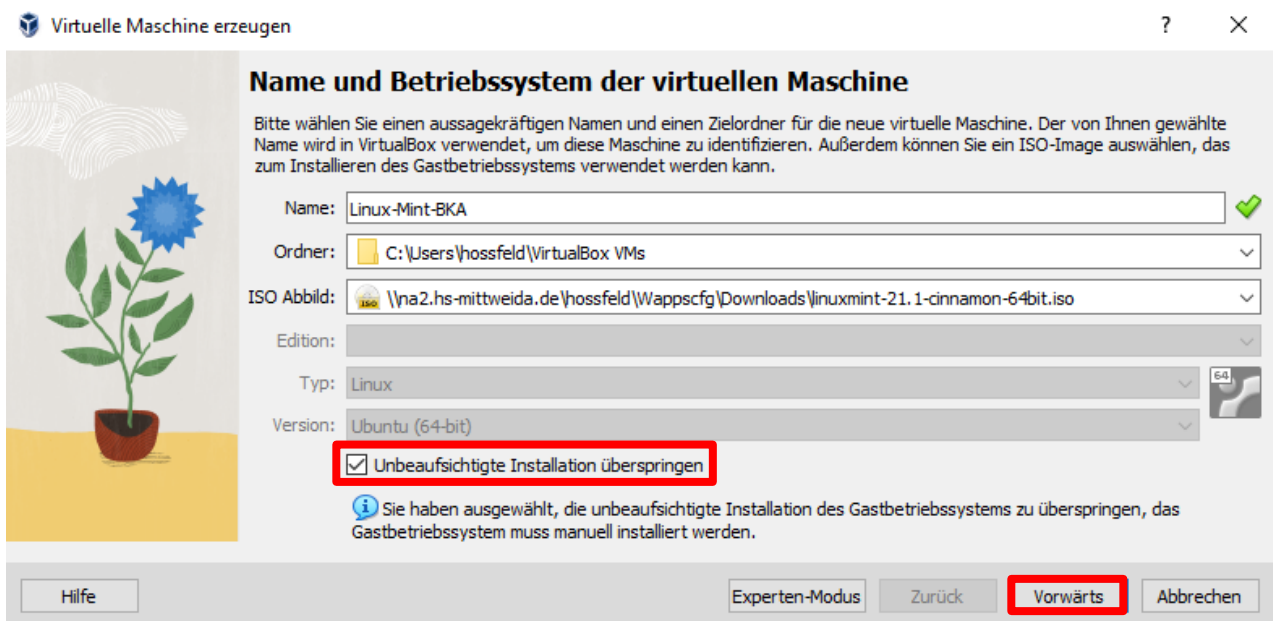 Virtuelle Maschine erzeugen
?
Name und Betriebssystem der virtuellen Maschine
Bitte wählen Sie einen aussagekräftigen Namen und einen Zielordner für die neue virtuelle Maschine. Der von Ihnen gewählte
Name wird in VirtualBox verwendet, um diese Maschine zu identifizieren. Außerdem können Sie ein ISO-Image auswählen, das
zum Installieren des Gastbetriebssystems verwendet werden kann.
Name: Linux-Mint-BKA
Ordner: C:\Users\hossfeld\VirtualBox VMs
ISO Abbild: ISO \\na2.hs-mittweida.de\hossfeld\Wappscfg\Downloads\linuxmint-21.1-cinnamon-64bit.iso
Edition:
Typ: Linux 64
Version: Ubuntu (64-bit)
Unbeaufsichtigte Installation überspringen
Sie haben ausgewählt, die unbeaufsichtigte Installation des Gastbetriebssystems zu überspringen, das
Gastbetriebssystem muss manuell installiert werden.
Hilfe Experten-Modus Zurück Vorwärts Abbrechen